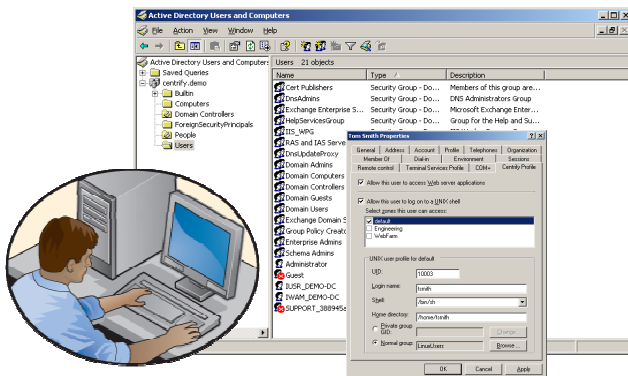 Active Directory Users and Computers
File Action View Window Help
Active Directory Users and Computers
Saved Queries
centrify.demo
Builtin
Computers
Domain Controllers
ForeignSecurityPrincipals
People
Users
Users 21 objects
Name Type Description
Cert Publishers Security Group - Do... Members of this group are...
DnsAdmins Security Group - Do... DNS Administrators Group
Exchange Enterprise S... Security Group - Do... Microsoft Exchange Enter...
HelpServicesGroup Security Group - Do... Group for the Help and Su...
IIS_WPG
RAS and IAS Serve
DnsUpdateProxy
Domain Admins
Domain Computers
Domain Controllers
Domain Guests
Domain Users
Exchange Domain S
Group Policy Creato
Enterprise Admins
Schema Admins
Administrator
Guest
IUSR_DEMO-DC
IWAM_DEMO-DC
SUPPORT_388945a
Tom Smith Properties
General Address Account Profile Telephones Organization
Member Of Dial-in Environment Sessions
Remote control Terminal Services Profile COM+ Centrify Profile
Allow this user to access Web server applications
Allow this user to log on to a UNIX shell
Select zones this user can access:
default
Engineering
WebFarm
UNIX user profile for default
UID: 10003
Login name: tsmith
Shell: /bin/sh
Home directory: /home/tsmith
Private group
GID:
Change...
Normal group: LinuxUsers Browse ...
OK Cancel Apply